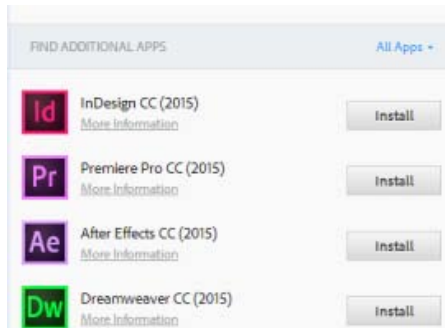 FIND ADDITIONAL APPS All Apps
Id InDesign CC (2015)
More Information
Install
Pr Premiere Pro CC (2015)
More Information
Install
Ae After Effects CC (2015)
More Information
Install
Dw Dreamweaver CC (2015)
More Information
Install